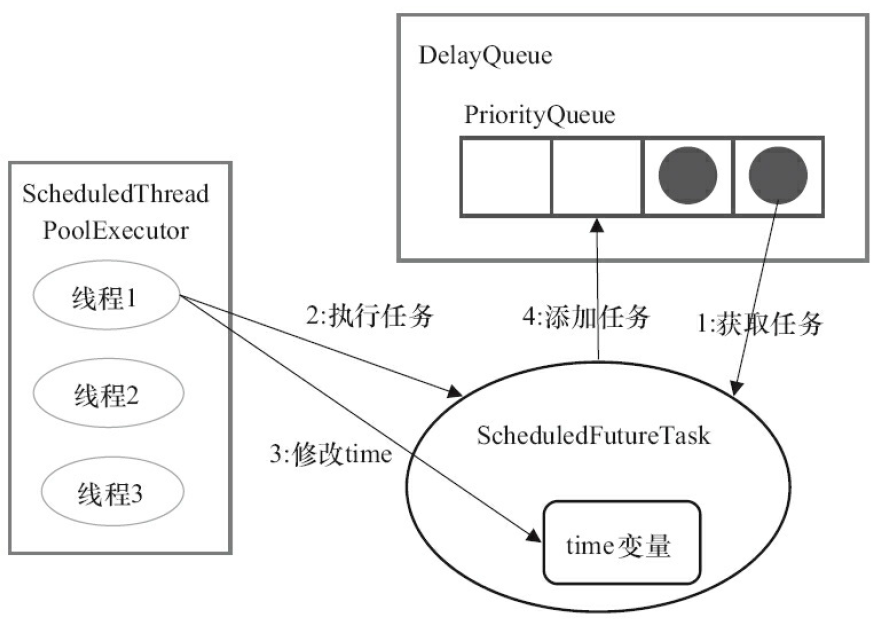 DelayQueue
PriorityQueue
ScheduledThread
PoolExecutor
线程1
线程2
线程3
2:执行任务
4:添加任务
1:获取任务
3:修改time
ScheduledFutureTask
time变量